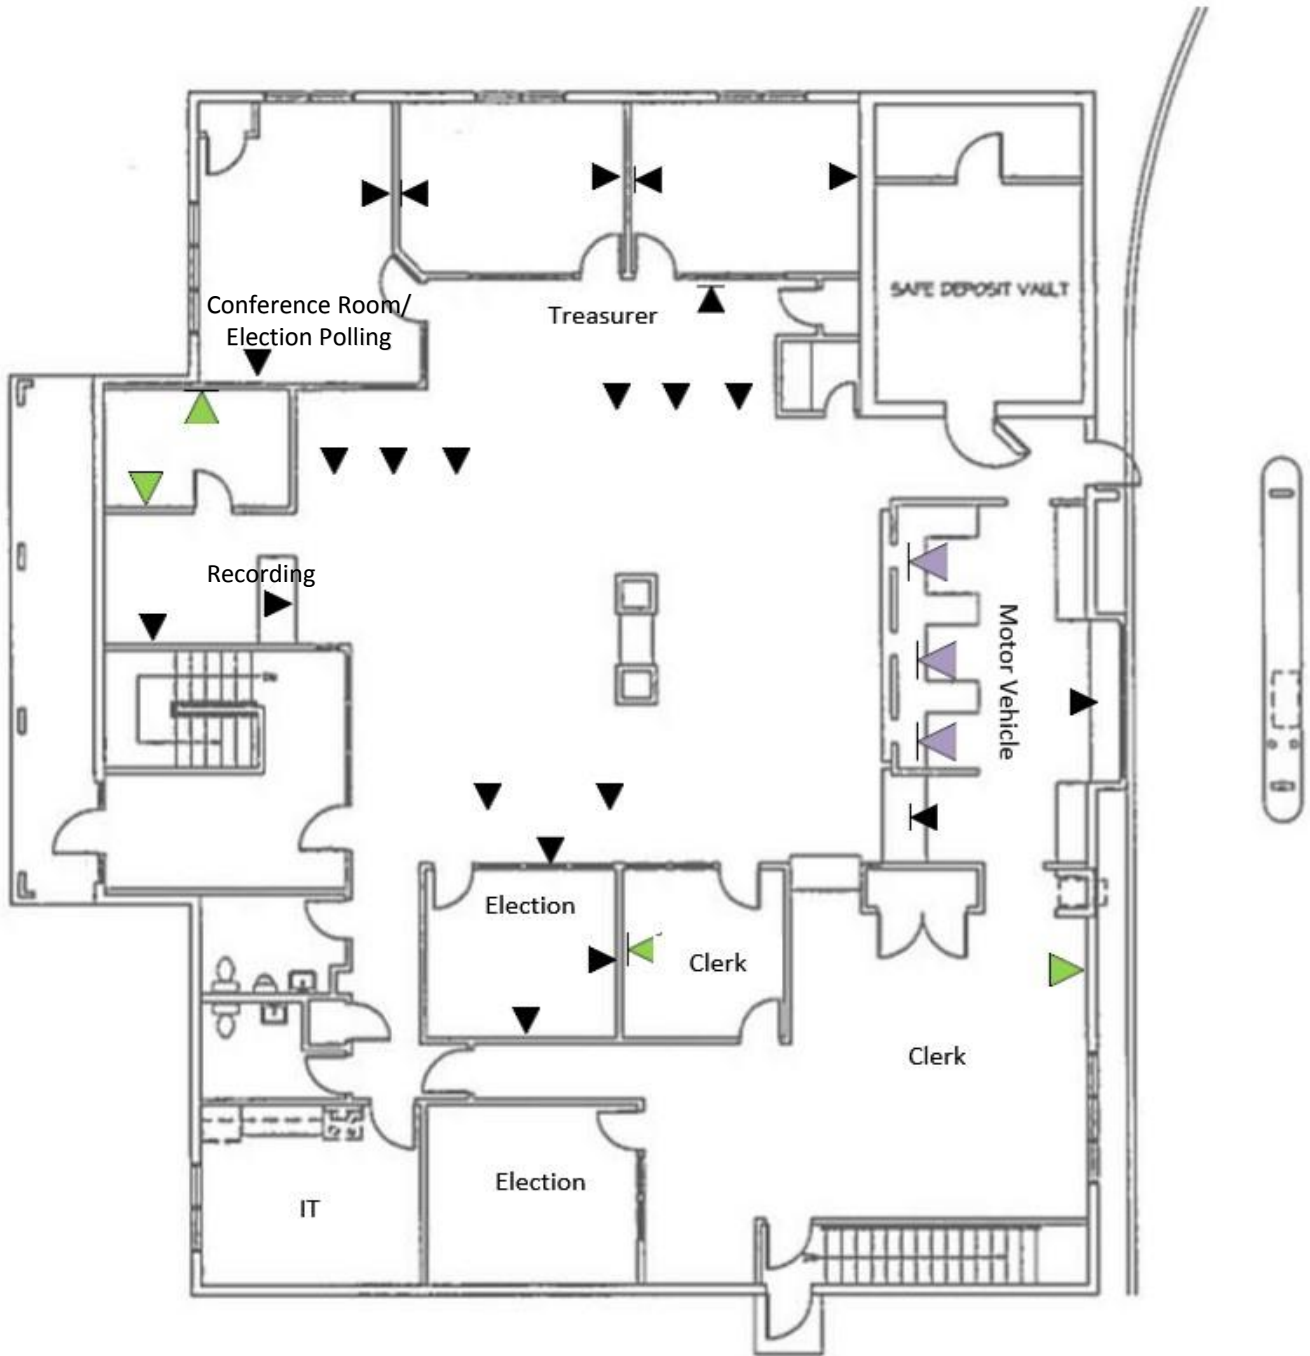 SAFE DEPOSIT VAULT
Conference Room/
Election Polling
Treasurer
Recording
Motor Vehicle
Election
Clerk
Clerk
Election
IT